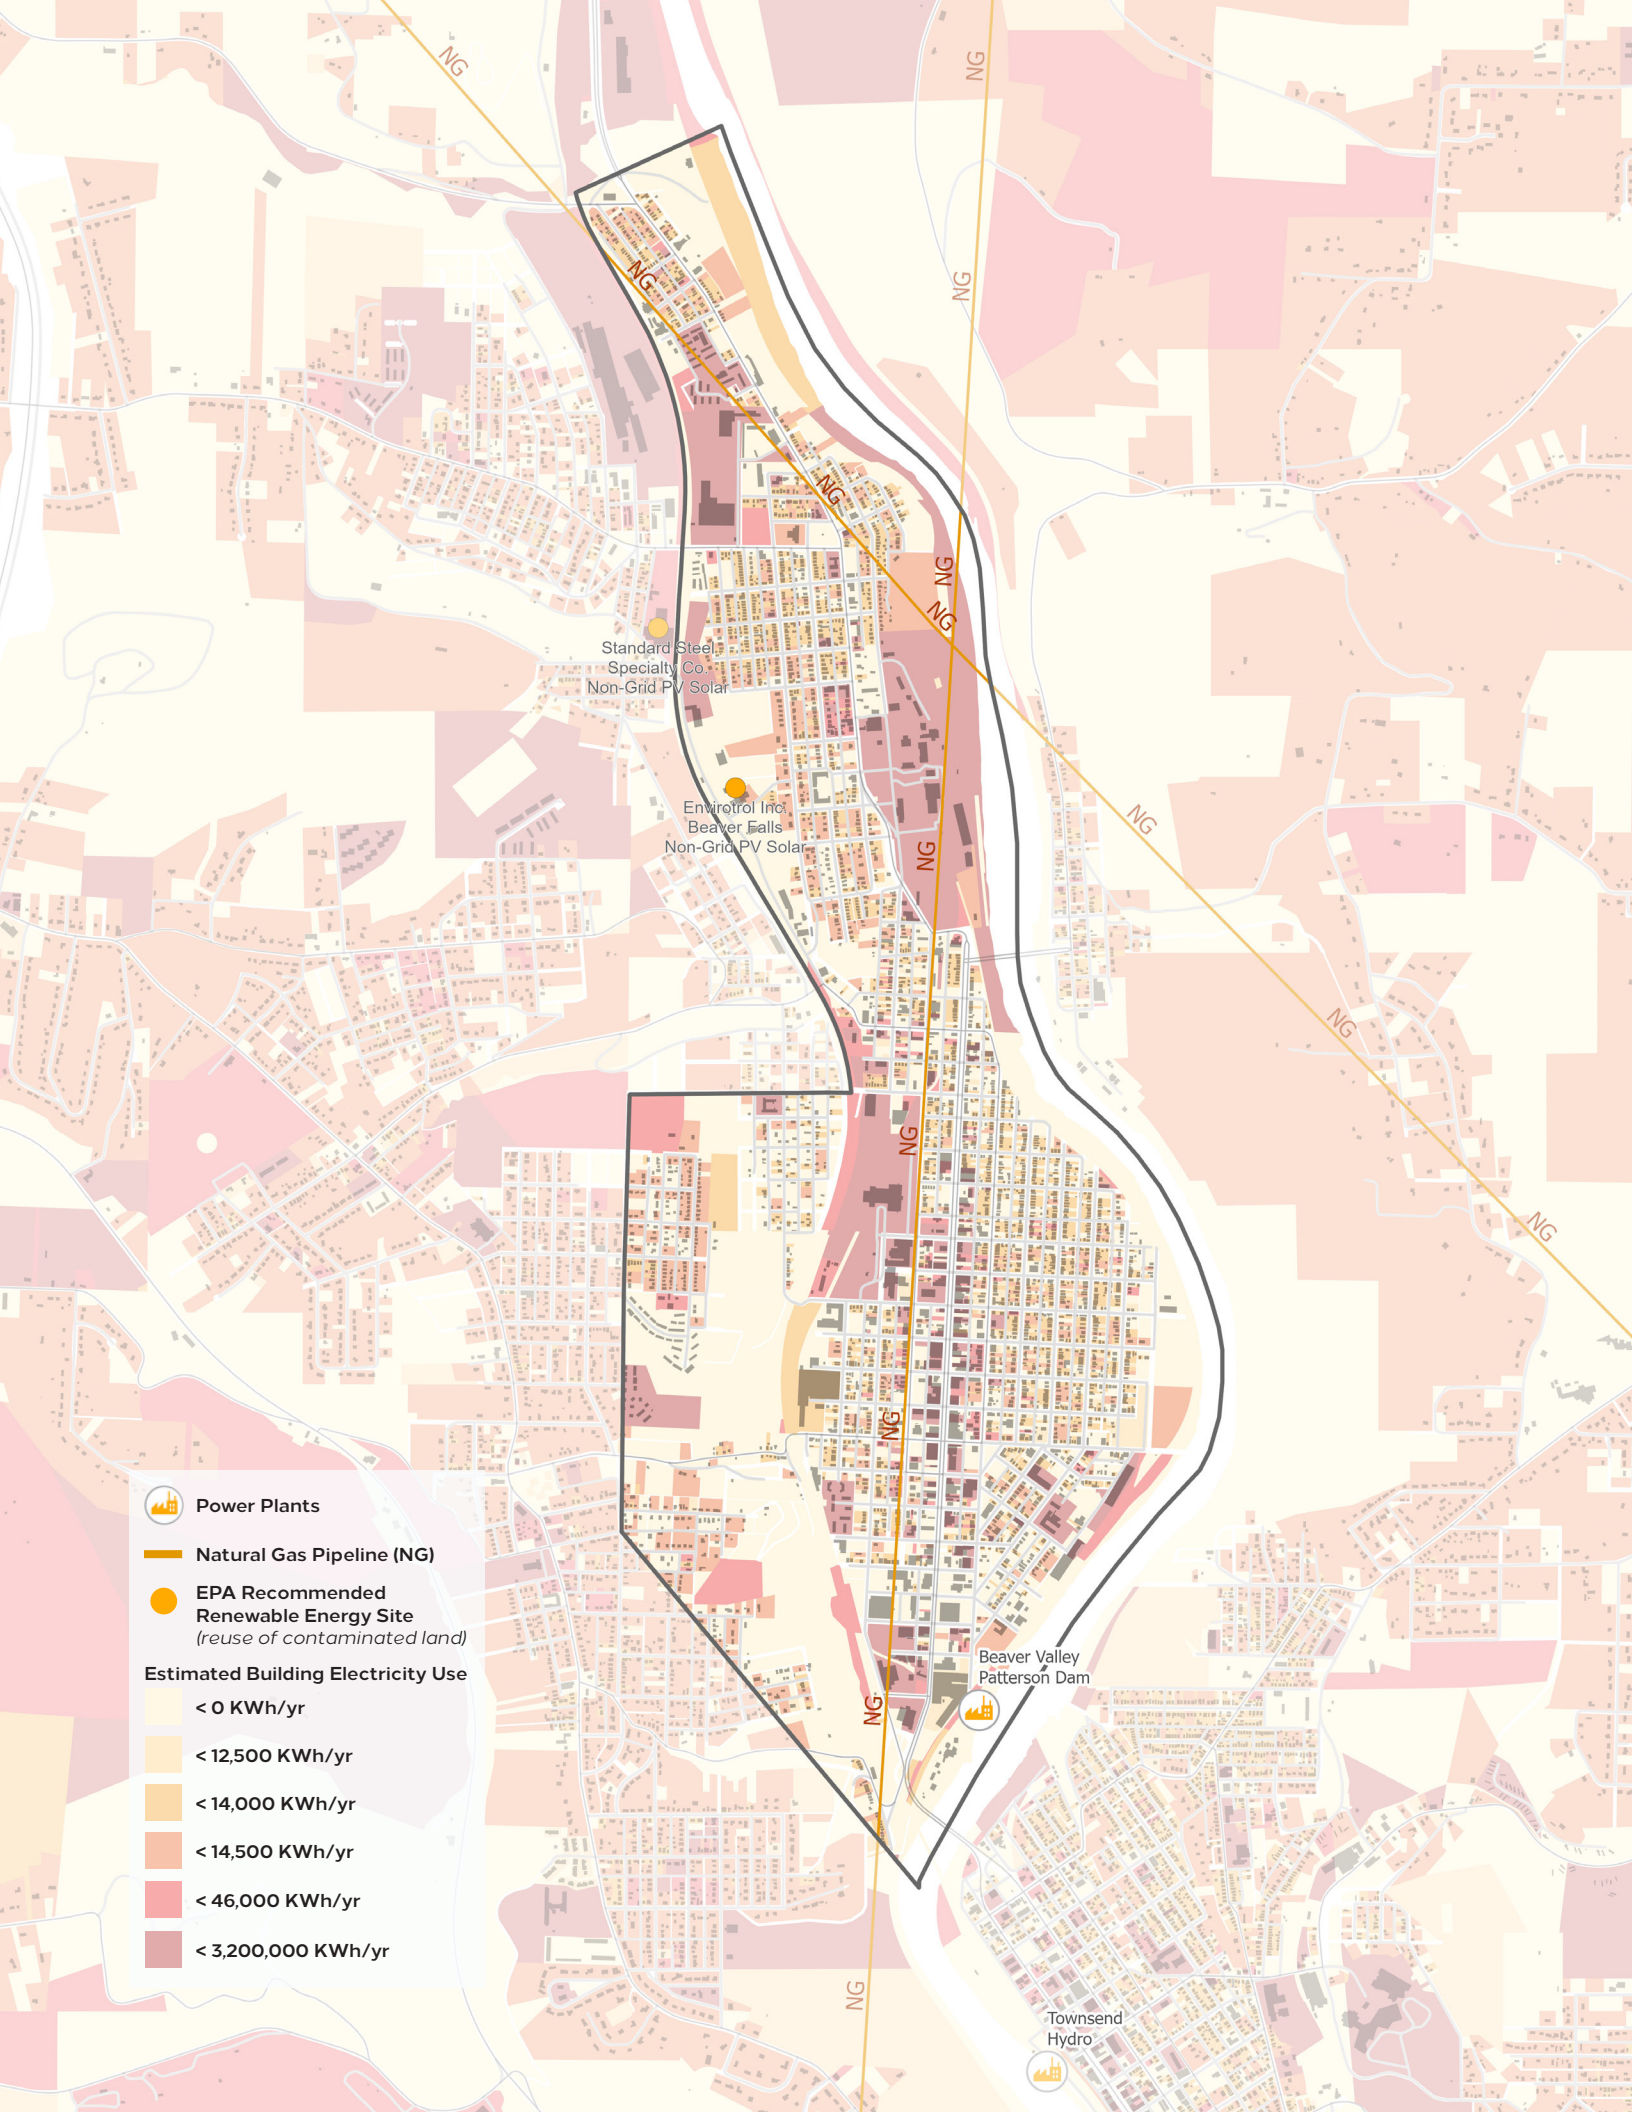 NG
NG
NG
NG
NG
NG
NG
Standard Steel
Specialty Co.
Non-Grid PV Solar
Envirotrol Inc.
Beaver Falls
Non-Grid PV Solar
NG
NG
NG
NG
NG
NG
NG
Power Plants
Natural Gas Pipeline (NG)
EPA Recommended
Renewable Energy Site
(reuse of contaminated land)
Estimated Building Electricity Use
< 0 KWh/yr
< 12,500 KWh/yr
< 14,000 KWh/yr
< 14,500 KWh/yr
< 46,000 KWh/yr
< 3,200,000 KWh/yr
Beaver Valley
Patterson Dam
NG
Townsend
Hydro